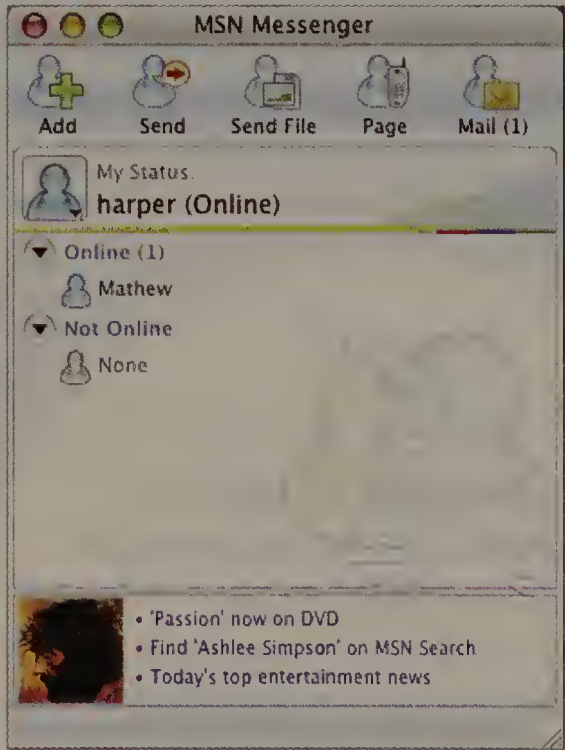 MSN Messenger
Add Send Send File Page Mail (1)
My Status.
harper (Online)
Online (1)
Mathew
Not Online
None
• 'Passion' now on DVD
• Find 'Ashlee Simpson' on MSN Search
• Today's top entertainment news